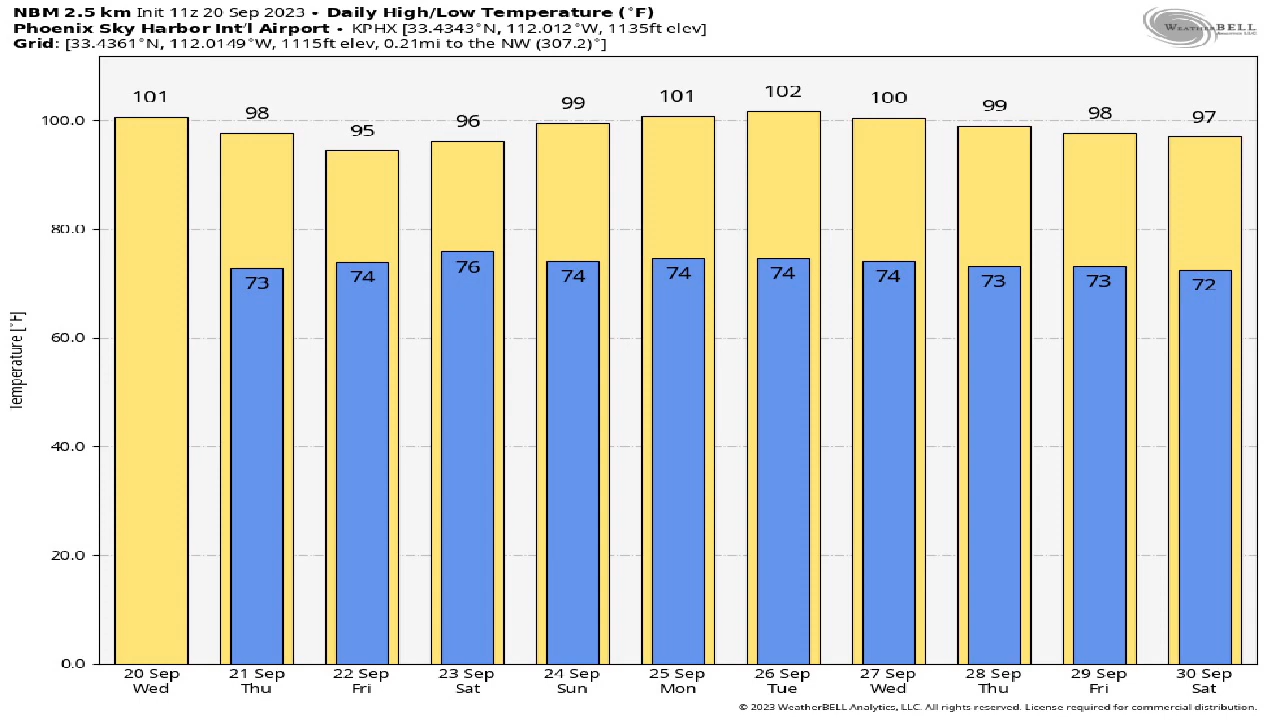 NBM 2.5 km Init 11z 20 Sep 2023 • Daily High/Low Temperature (°F)
Phoenix Sky Harbor Int'l Airport • KPHX [33.4343°N, 112.012°W, 1135ft elev]
Grid: [33.4361°N, 112.0149°W, 1115ft elev, 0.21mi to the NW (307.2)°]
WEATHERBELL
101 98 95 96 99 101 102 100 99 98 97
100.0
80.0
73 74 76 74 74 74 74 73 73 72
60.0
Temperature [°F]
40.0
20.0
0.0
20 Sep 21 Sep 22 Sep 23 Sep 24 Sep 25 Sep 26 Sep 27 Sep 28 Sep 29 Sep 30 Sep
Wed Thu Fri Sat Sun Mon Tue Wed Thu Fri Sat
© 2023 WeatherBELL Analytics, LLC. All rights reserved. License required for commercial distribution.